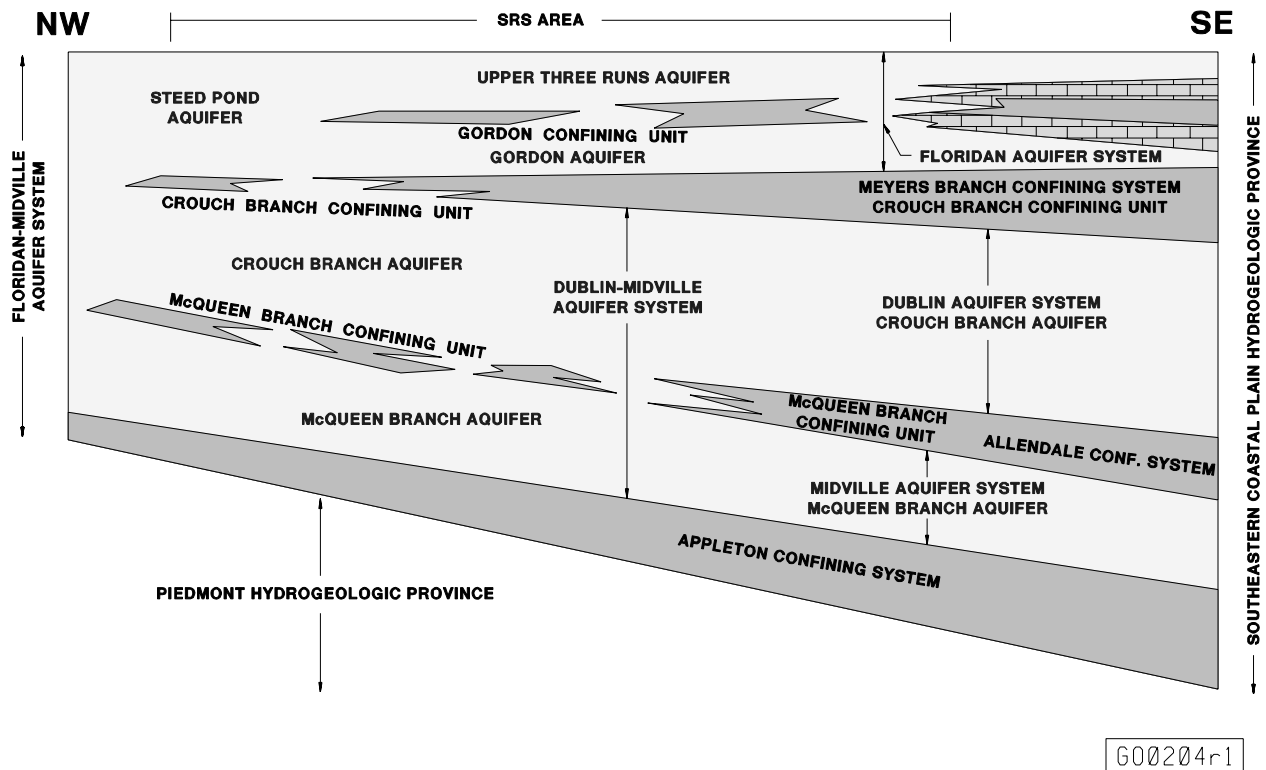 NW
SRS AREA
SE
UPPER THREE RUNS AQUIFER
STEED POND
AQUIFER
GORDON CONFINING UNIT
GORDON AQUIFER
FLORIDAN AQUIFER SYSTEM
MEYERS BRANCH CONFINING SYSTEM
CROUCH BRANCH CONFINING UNIT
CROUCH BRANCH CONFINING UNIT
FLORIDAN-MIDVILLE
AQUIFER SYSTEM
CROUCH BRANCH AQUIFER
DUBLIN-MIDVILLE
AQUIFER SYSTEM
DUBLIN AQUIFER SYSTEM
CROUCH BRANCH AQUIFER
McQUEEN BRANCH CONFINING UNIT
McQUEEN BRANCH AQUIFER
McQUEEN BRANCH
CONFINING UNIT
ALLENDALE CONF. SYSTEM
MIDVILLE AQUIFER SYSTEM
McQUEEN BRANCH AQUIFER
APPLETON CONFINING SYSTEM
PIEDMONT HYDROGEOLOGIC PROVINCE
SOUTHEASTERN COASTAL PLAIN HYDROGEOLOGIC PROVINCE
GO0204r1